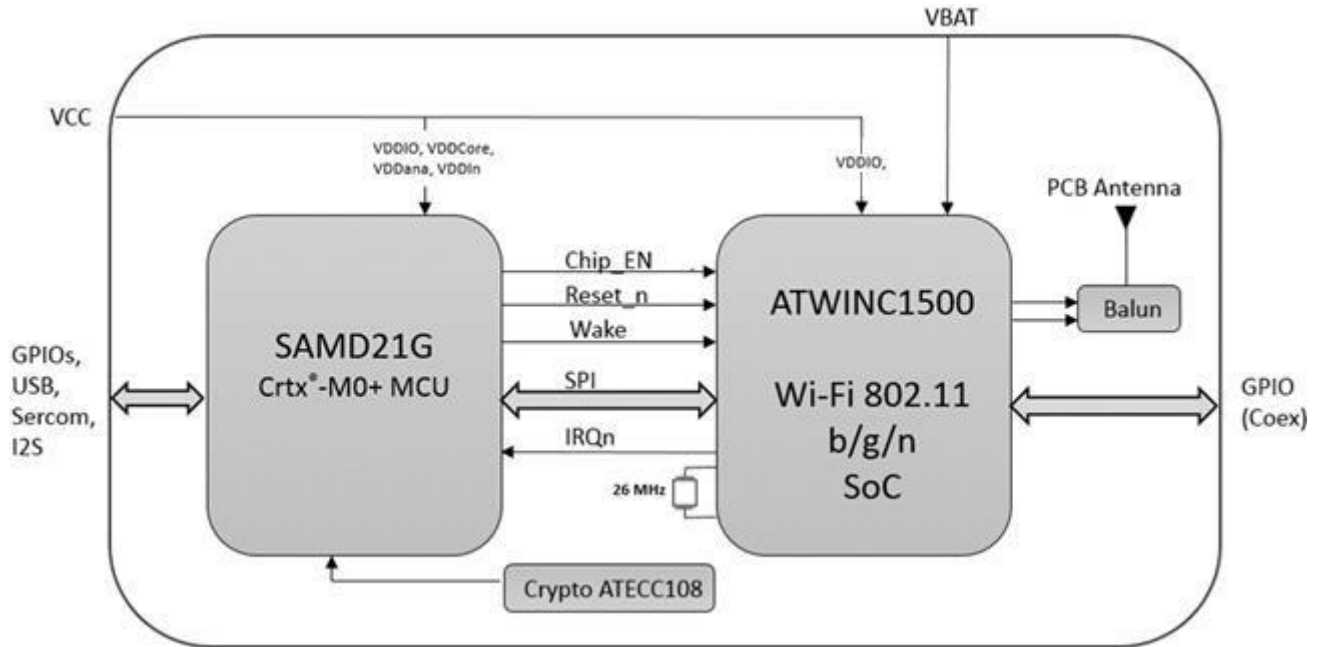 VBAT
VCC
VDDIO, VDDCore,
VDDana, VDDIn
VDDIO,
PCB Antenna
Chip_EN
Reset_n
Wake
SPI
IRQn
26 MHz
SAMD21G
Crtx®-M0+ MCU
ATWINC1500
Wi-Fi 802.11
b/g/n
SoC
Balun
GPIOs,
USB,
Sercom,
I2S
GPIO
(Coex)
Crypto ATECC108